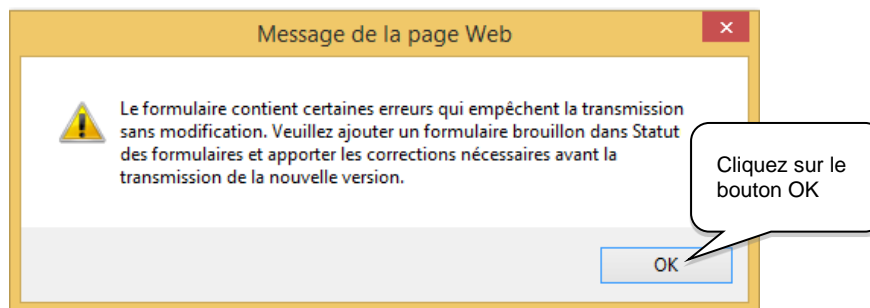 Message de la page Web
Le formulaire contient certaines erreurs qui empêchent la transmission
sans modification. Veuillez ajouter un formulaire brouillon dans Statut
des formulaires et apporter les corrections nécessaires avant la
transmission de la nouvelle version.
Cliquez sur le
bouton OK
OK